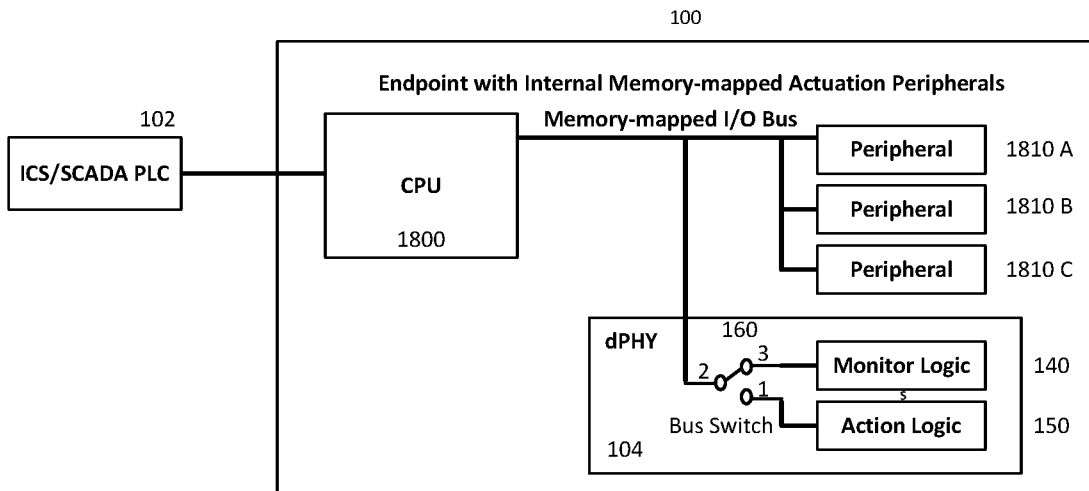 100
Endpoint with Internal Memory-mapped Actuation Peripherals
Memory-mapped I/O Bus
102
ICS/SCADA PLC
CPU
1800
Peripheral 1810 A
Peripheral 1810 B
Peripheral 1810 C
dPHY
160
2
3
1
Bus Switch
Monitor Logic 140
s
Action Logic 150
104